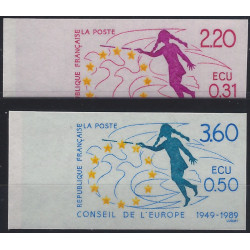 LA POSTE
2.20
ECU
0.31
REPUBLIQUE FRANÇAISE
LA POSTE
3.60
ECU
0.50
REPUBLIQUE FRANÇAISE
CONSEIL DE L'EUROPE 1949-1989